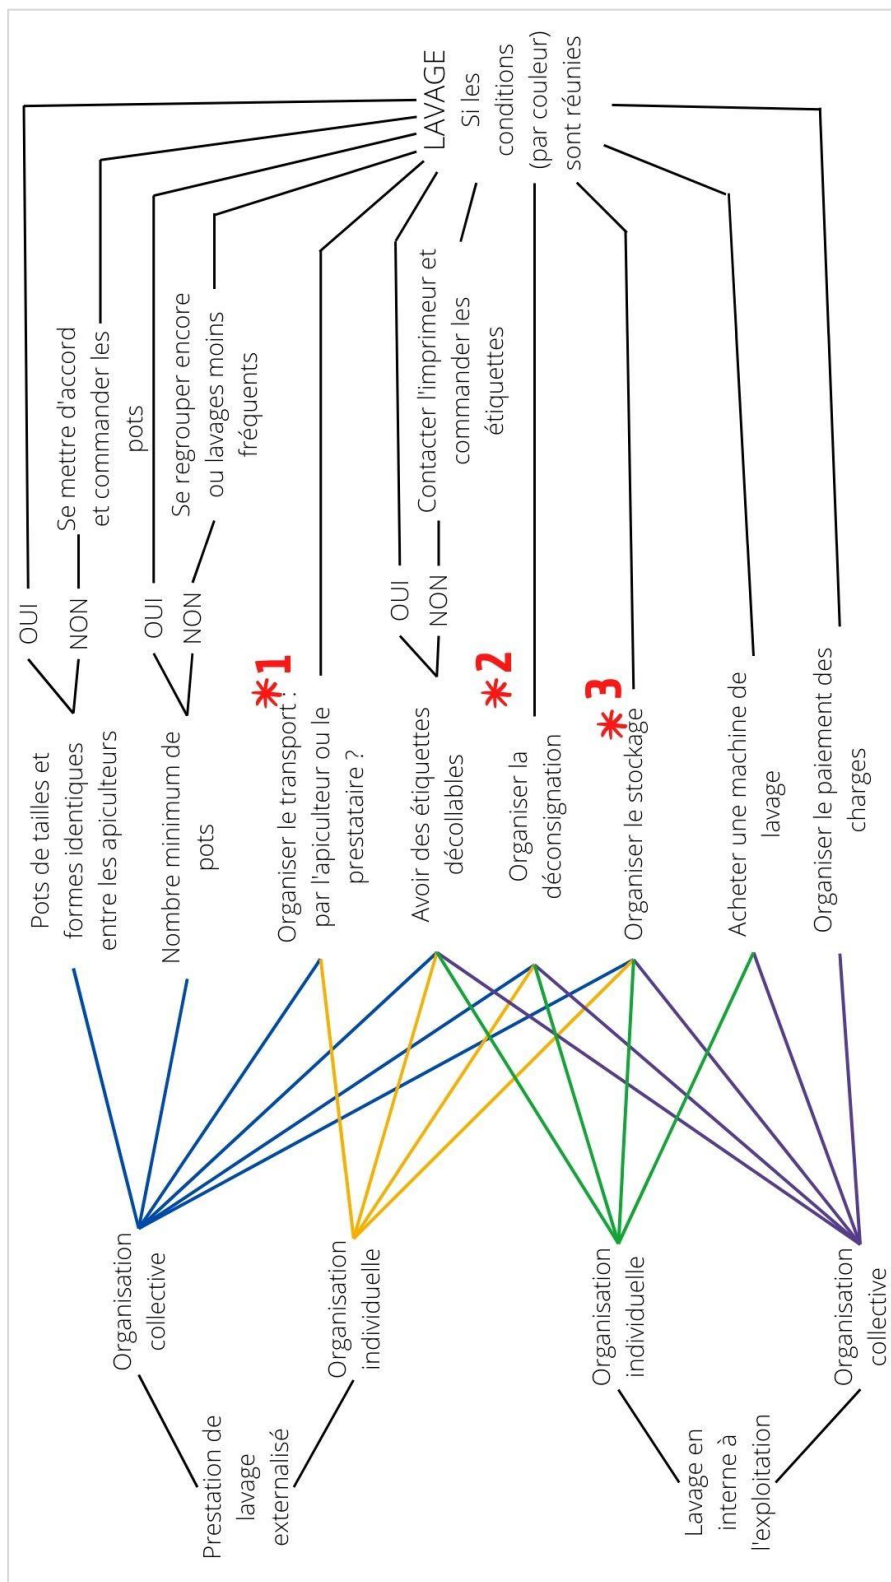 Prestation de
lavage
externalisé
Lavage en
interne à
l'exploitation
Organisation
collective
Organisation
individuelle
Organisation
individuelle
Organisation
collective
Pots de tailles et
formes identiques
entre les apiculteurs
Nombre minimum de
pots
Organiser le transport :
par l'apiculteur ou le
prestataire ?
*1
Avoir des étiquettes
décollables
Organiser la
déconsignation
*2
Organiser le stockage
*3
Acheter une machine de
lavage
Organiser le paiement des
charges
OUI
NON
OUI
NON
OUI
NON
Se mettre d'accord
et commander les
pots
Se regrouper encore
ou lavages moins
fréquents
Contacter l'imprimeur et
commander les
étiquettes
LAVAGE
Si les
conditions
(par couleur)
sont réunies